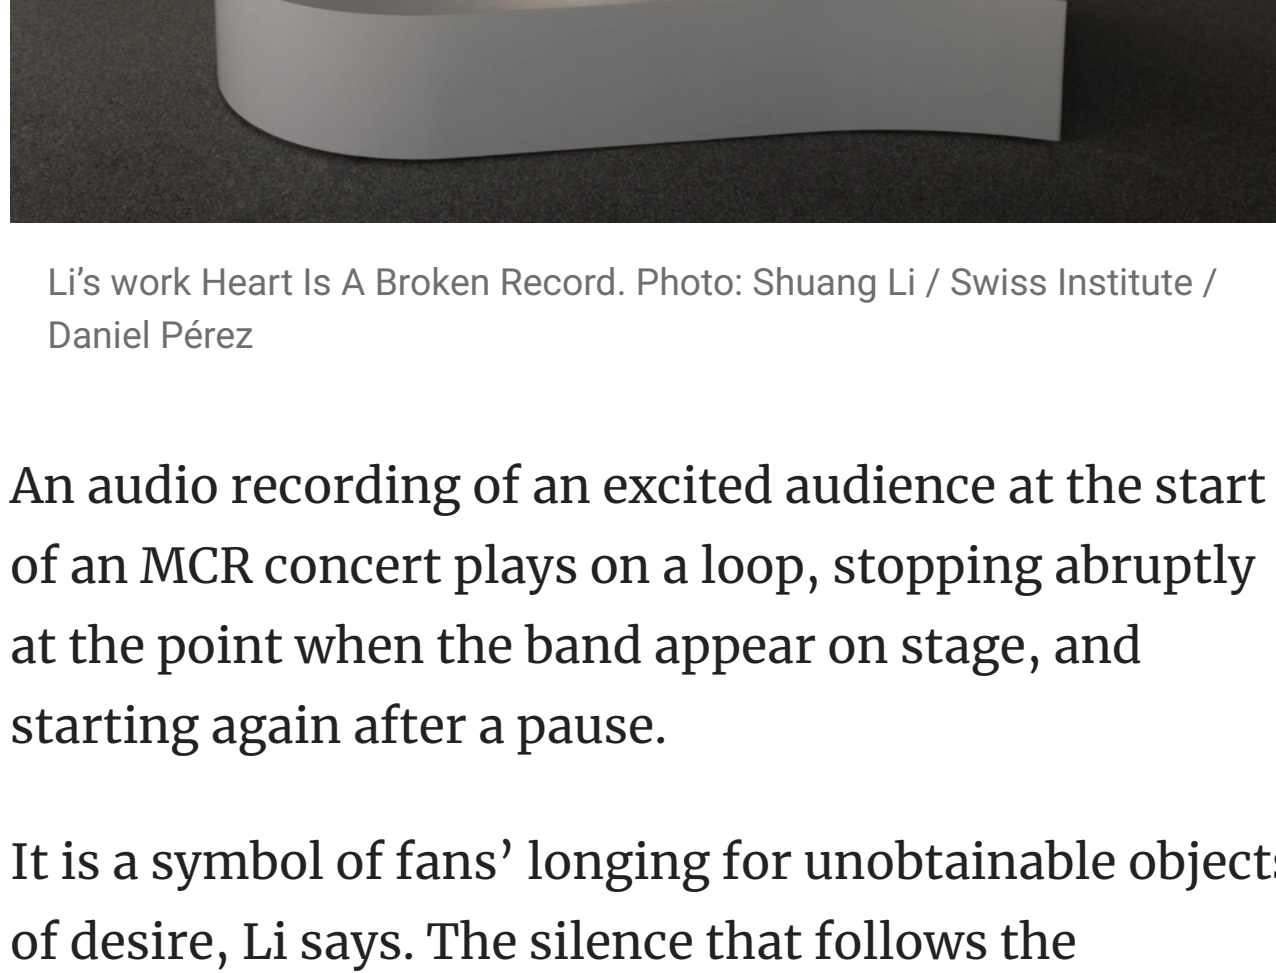 Li’s work Heart Is A Broken Record. Photo: Shuang Li / Swiss Institute /
Daniel Pérez
An audio recording of an excited audience at the start
of an MCR concert plays on a loop, stopping abruptly
at the point when the band appear on stage, and
starting again after a pause.
It is a symbol of fans’ longing for unobtainable objects
of desire, Li says. The silence that follows the